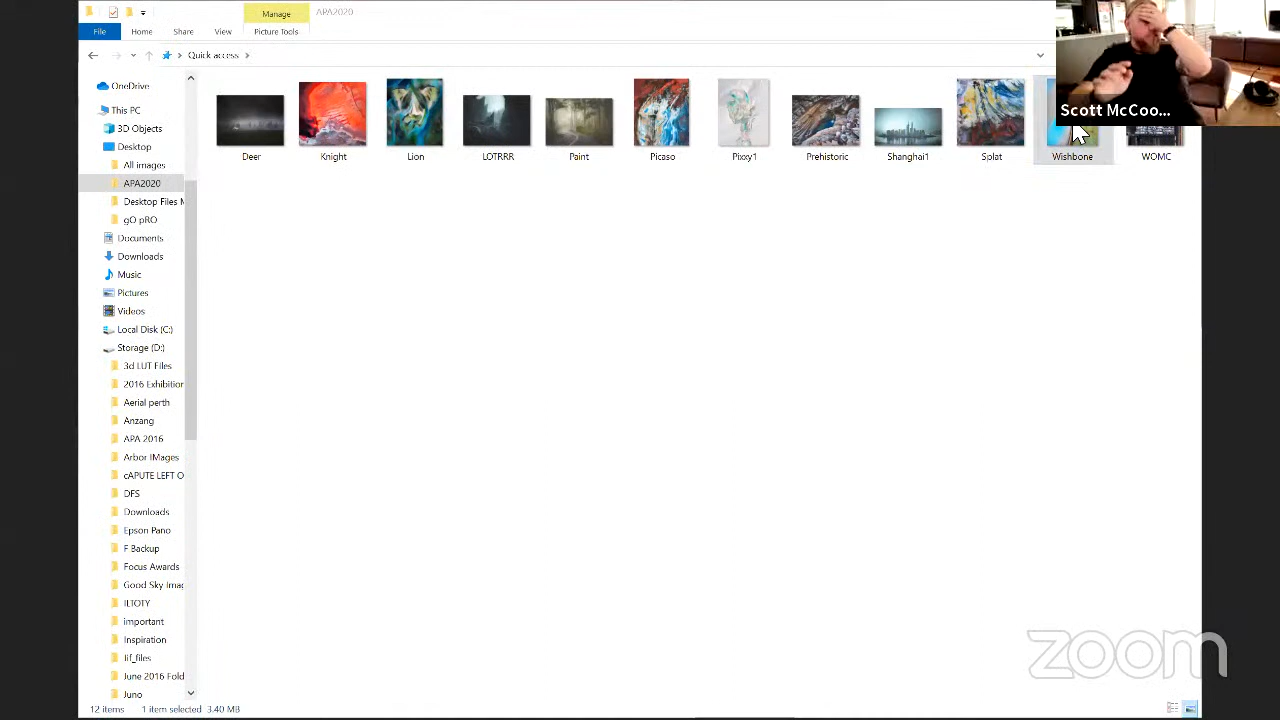 Manage
APA2020
File
Home
Share
View
Picture Tools
Quick access
OneDrive
This PC
3D Objects
Desktop
All images
APA2020
Desktop Files M
gO pRO
Documents
Downloads
Music
Pictures
Videos
Local Disk (C:)
Storage (D:)
3d LUT Files
2016 Exhibition
Aerial perth
Anzang
APA 2016
Arbor IMages
cAPUTE LEFT O
DFS
Downloads
Epson Pano
F Backup
Focus Awards
Good Sky Imag
ILTOTY
important
Inspiration
Jif_files
June 2016 Fold
Juno
Deer
Knight
Lion
LOTRRR
Paint
Picaso
Pixxy1
Prehistoric
Shanghai1
Splat
Wishbone
WOMC
Scott McCoo...
zoom
12 items
1 item selected
3.40 MB